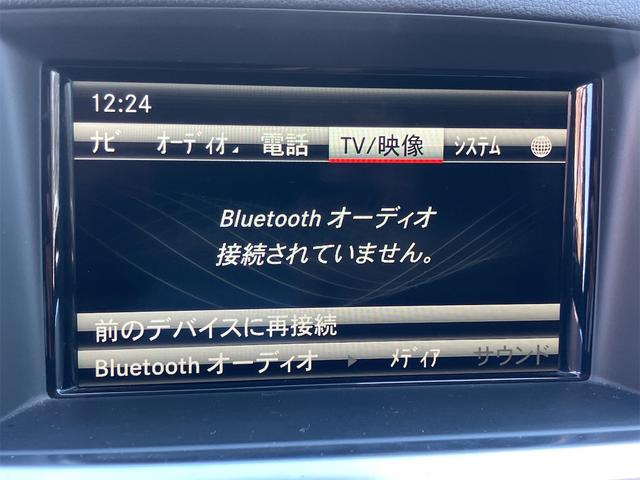 12:24
ﾅﾋﾞ ｵｰﾃﾞｨｵ 電話 TV/映像 ｼｽﾃﾑ
Bluetooth オーディオ
接続されていません。
前のデバイスに再接続
Bluetooth オーディオ ﾒﾃﾞｨｱ サウンド